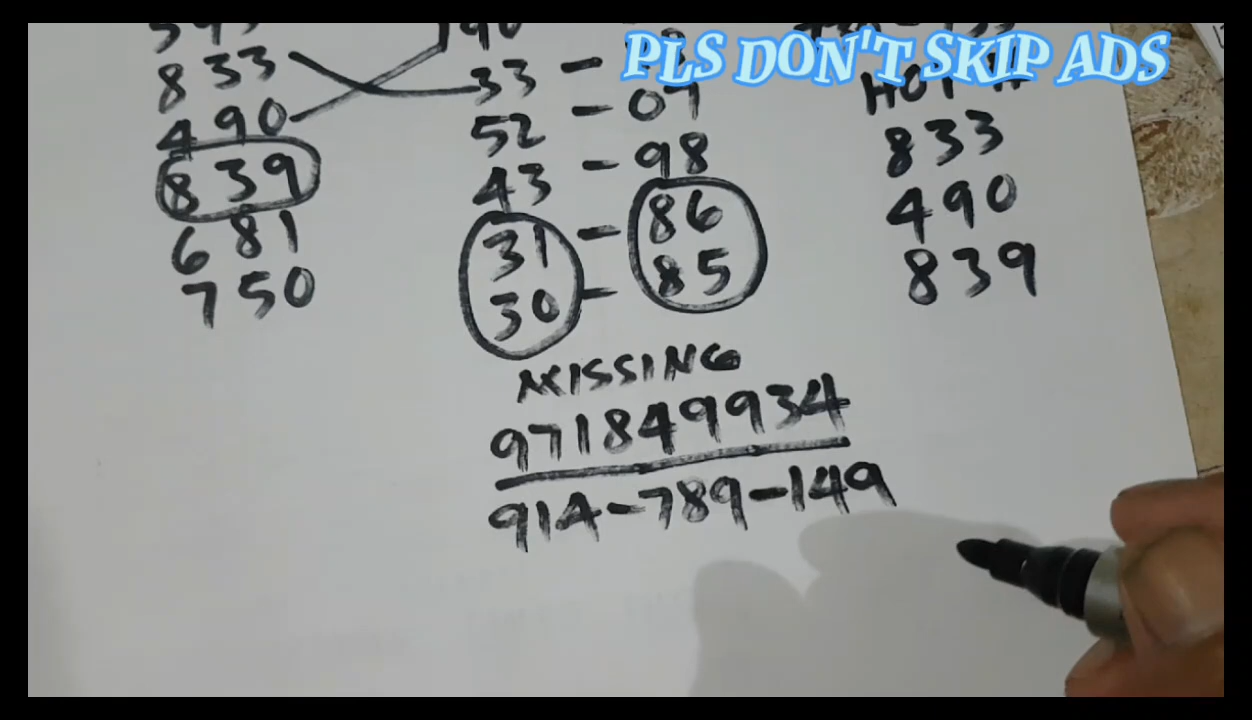 PLS DON'T SKIP ADS
833
490
839
681
750
33 -
52 - 07
43 - 98
31 - 86
30 - 85
HOT #
833
490
839
MISSING
971849934
914-789-149